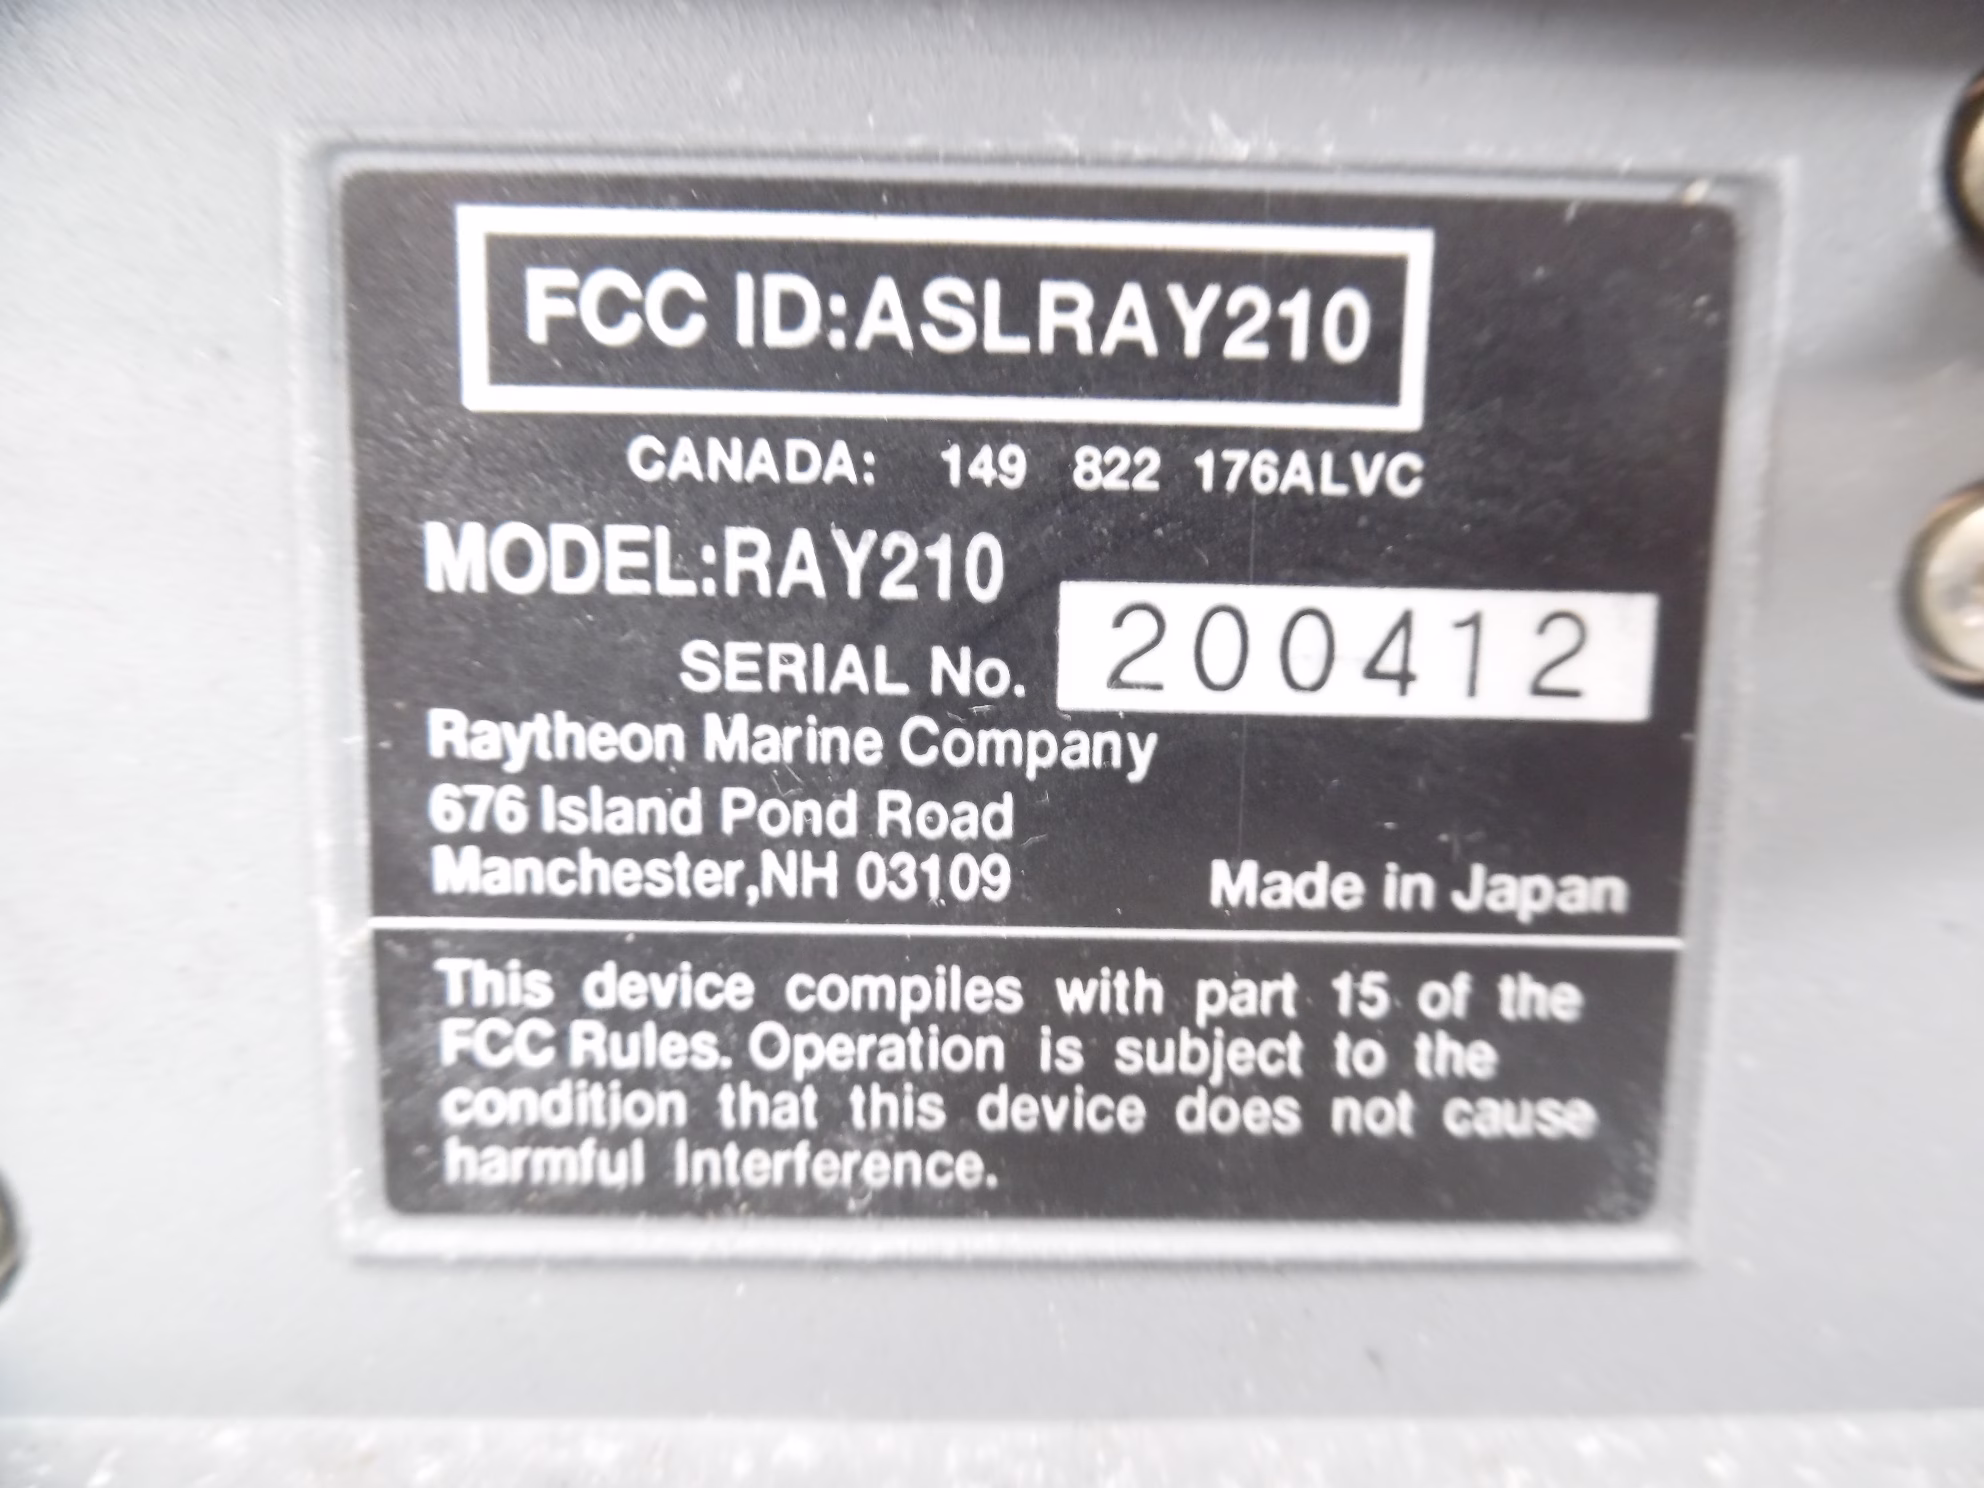 FCC ID:ASLRAY210
CANADA: 149 822 176ALVC
MODEL:RAY210
SERIAL No. 200412
Raytheon Marine Company
676 Island Pond Road
Manchester,NH 03109 Made in Japan
This device compiles with part 15 of the
FCC Rules. Operation is subject to the
condition that this device does not cause
harmful Interference.